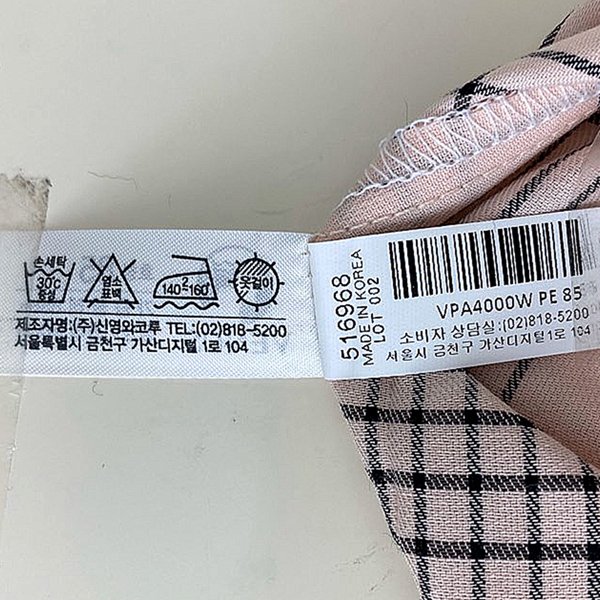 손세탁
30℃
중성
염소
표백
140~160℃
옷걸이
제조자명:(주)신영와코루 TEL:(02)818-5200
서울특별시 금천구 가산디지털 1로 104
516968
MADE IN KOREA
LOT 002
VPA4000W PE 85
소비자 상담실:(02)818-5200
서울시 금천구 가산디지털 1로 104